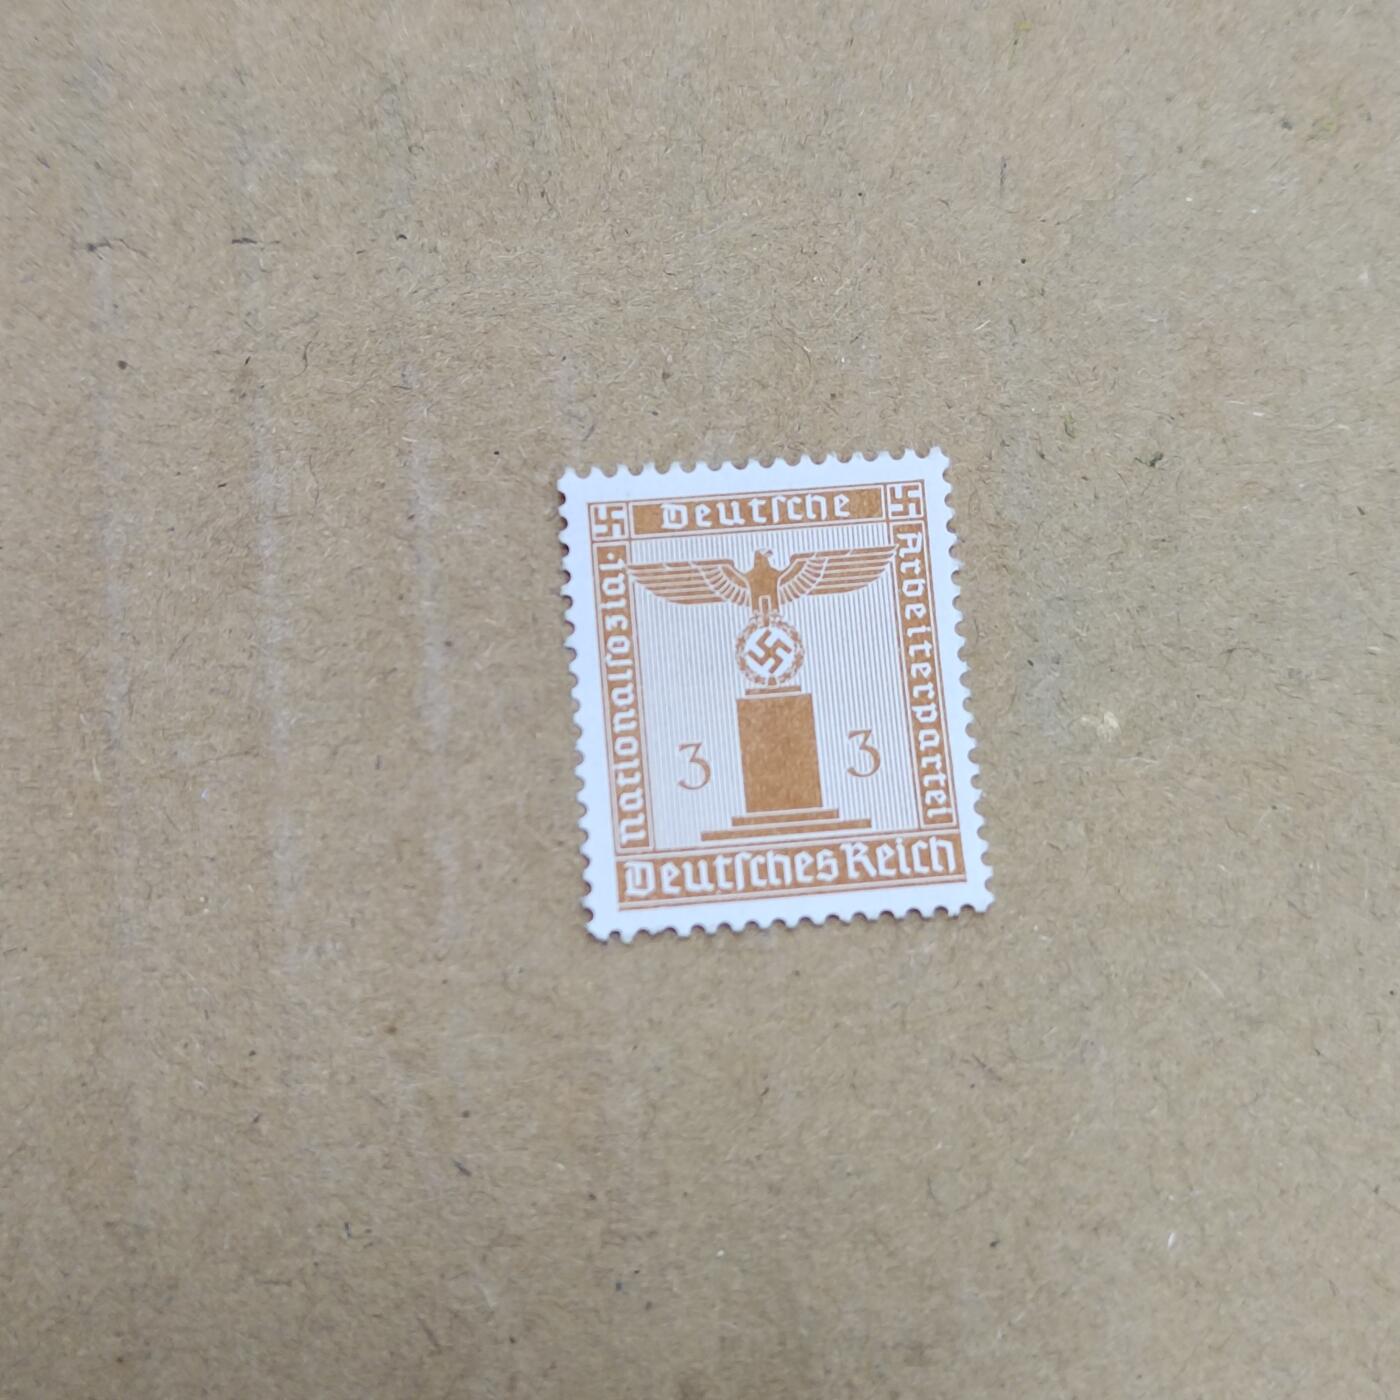 Deutsche
Nationalsozial.
Arbeiterpartei
3 3
Deutsches Reich